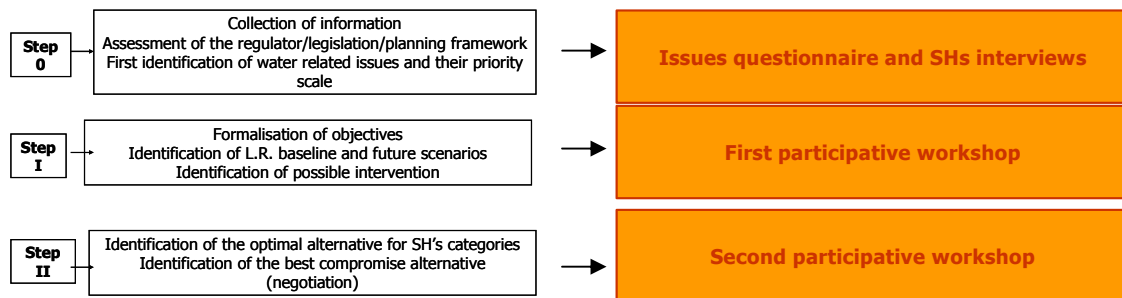 Step
0
Collection of information
Assessment of the regulator/legislation/planning framework
First identification of water related issues and their priority
scale
Issues questionnaire and SHs interviews
Step
I
Formalisation of objectives
Identification of L.R. baseline and future scenarios
Identification of possible intervention
First participative workshop
Step
II
Identification of the optimal alternative for SH's categories
Identification of the best compromise alternative
(negotiation)
Second participative workshop